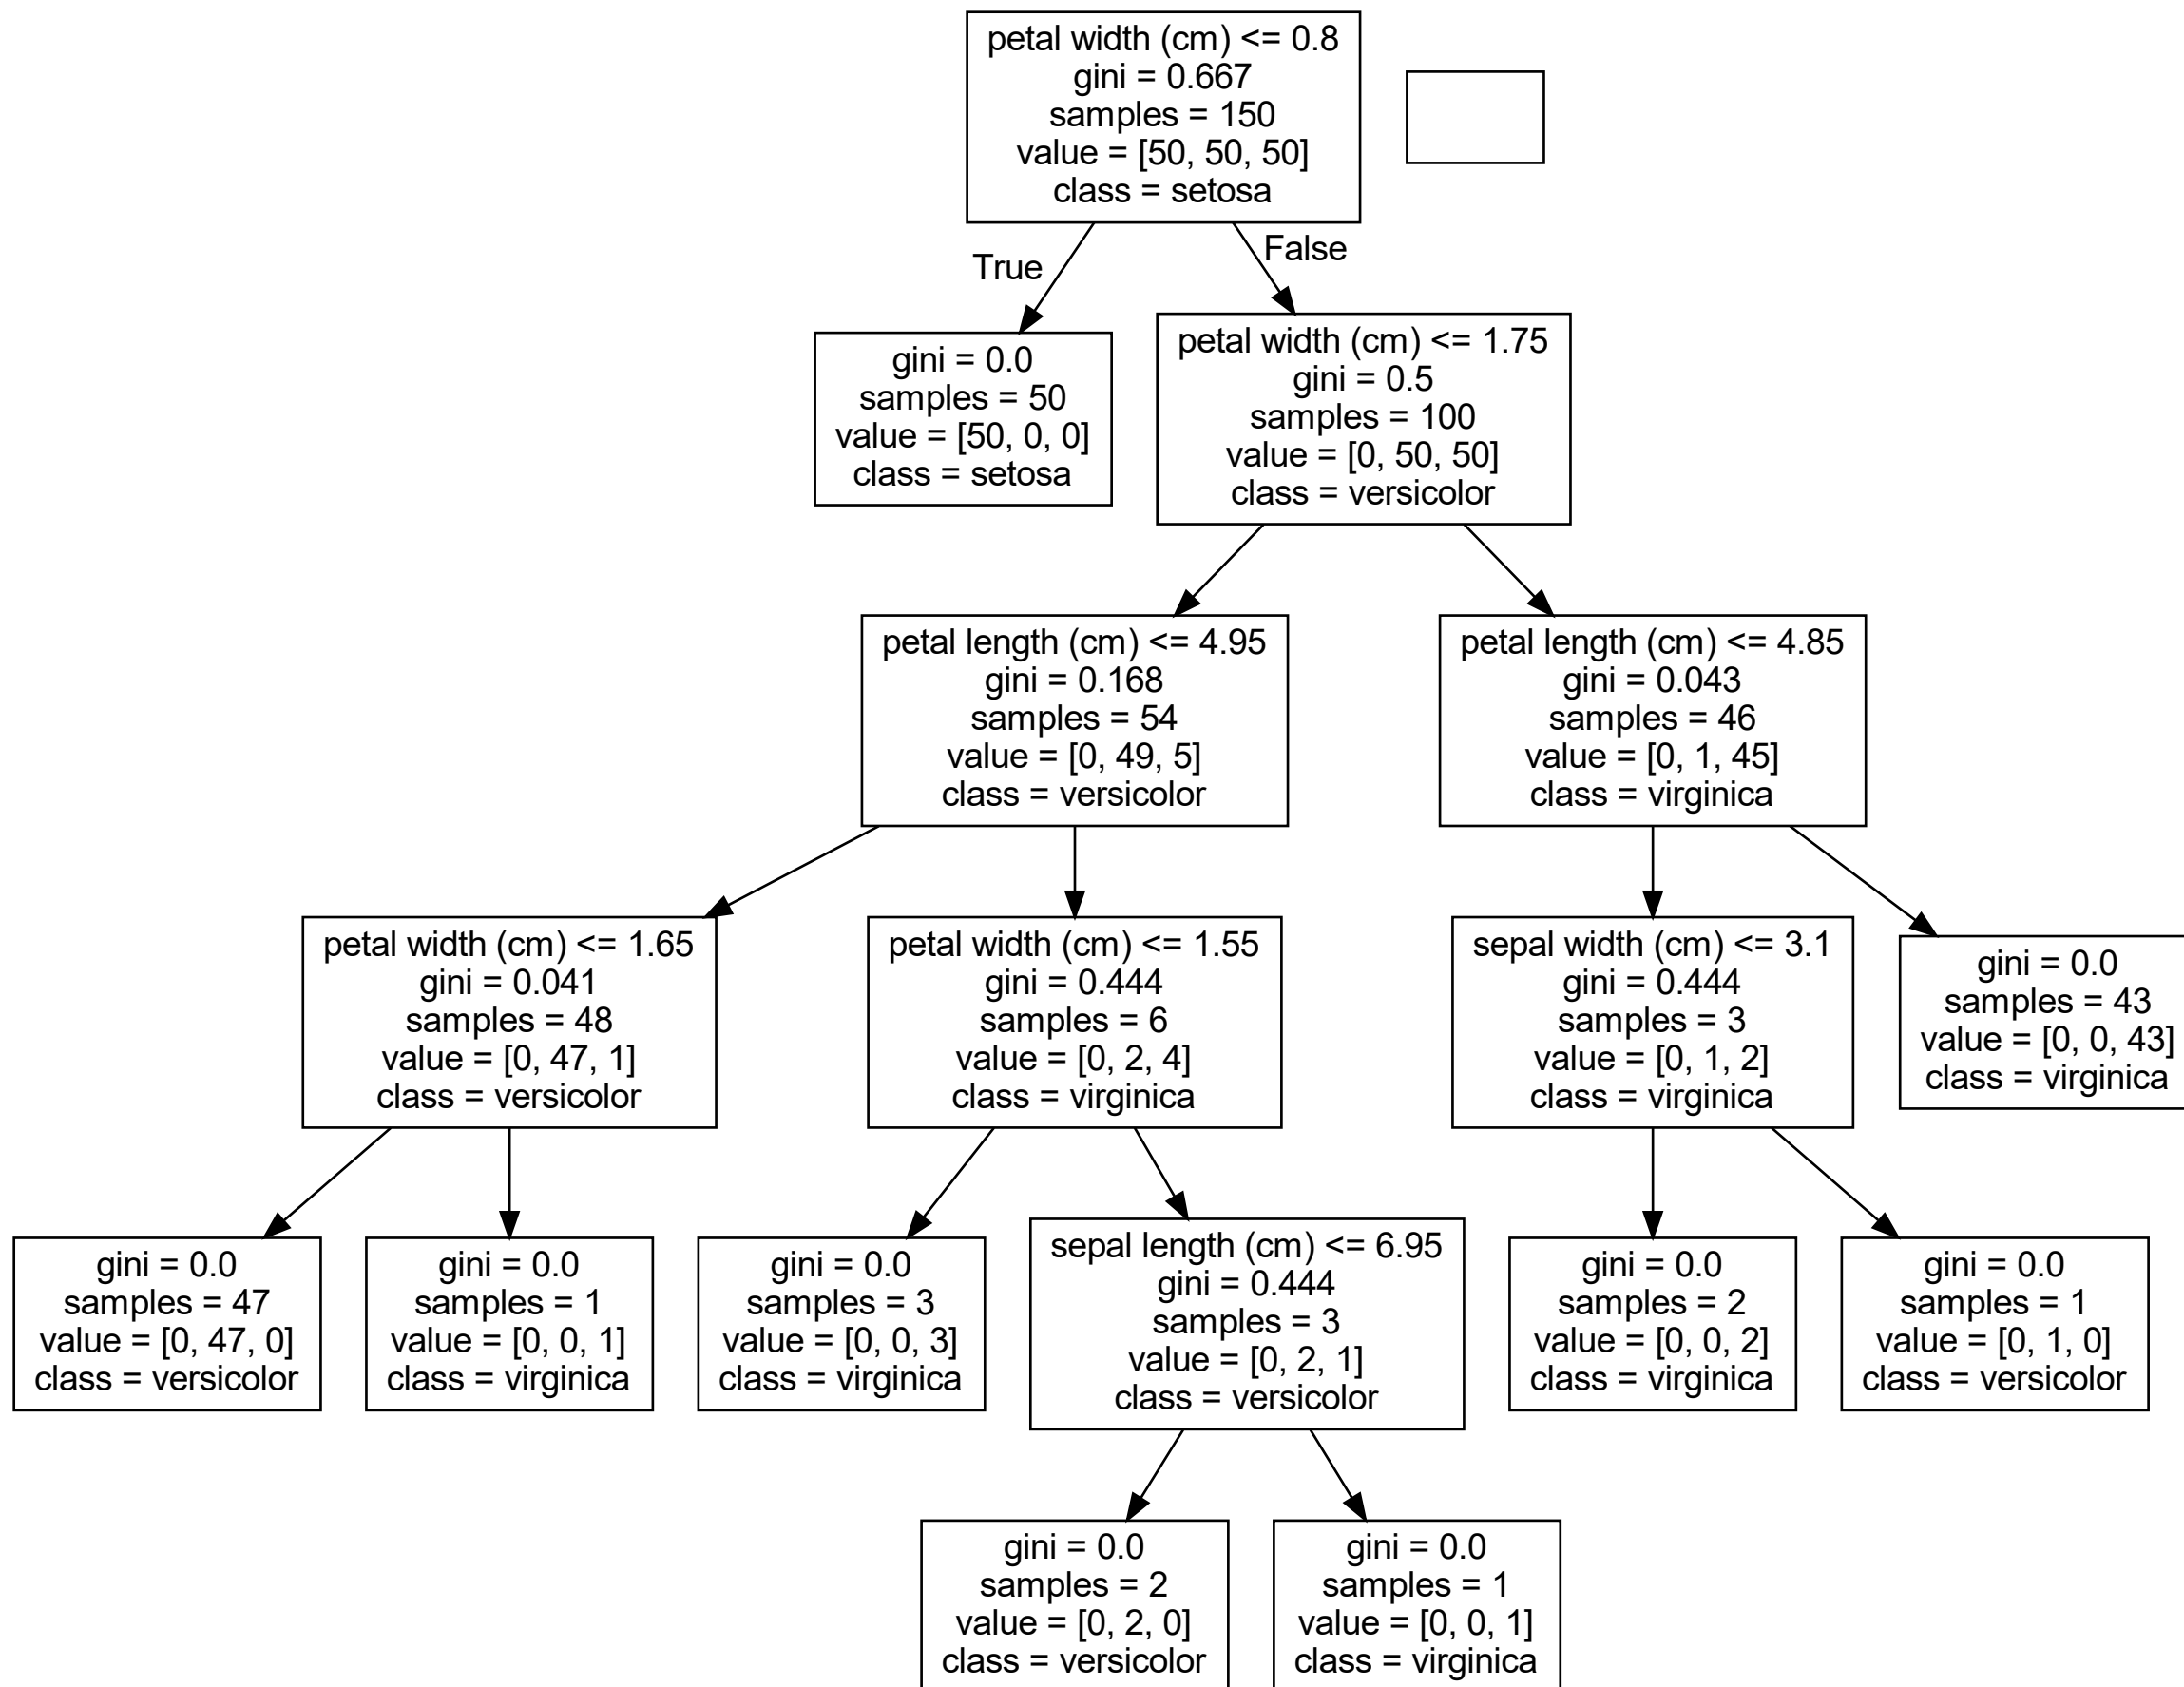 petal width (cm) <= 0.8
gini = 0.667
samples = 150
value = [50, 50, 50]
class = setosa
True
False
gini = 0.0
samples = 50
value = [50, 0, 0]
class = setosa
petal width (cm) <= 1.75
gini = 0.5
samples = 100
value = [0, 50, 50]
class = versicolor
petal length (cm) <= 4.95
gini = 0.168
samples = 54
value = [0, 49, 5]
class = versicolor
petal length (cm) <= 4.85
gini = 0.043
samples = 46
value = [0, 1, 45]
class = virginica
petal width (cm) <= 1.65
gini = 0.041
samples = 48
value = [0, 47, 1]
class = versicolor
petal width (cm) <= 1.55
gini = 0.444
samples = 6
value = [0, 2, 4]
class = virginica
sepal width (cm) <= 3.1
gini = 0.444
samples = 3
value = [0, 1, 2]
class = virginica
gini = 0.0
samples = 43
value = [0, 0, 43]
class = virginica
gini = 0.0
samples = 47
value = [0, 47, 0]
class = versicolor
gini = 0.0
samples = 1
value = [0, 0, 1]
class = virginica
gini = 0.0
samples = 3
value = [0, 0, 3]
class = virginica
sepal length (cm) <= 6.95
gini = 0.444
samples = 3
value = [0, 2, 1]
class = versicolor
gini = 0.0
samples = 2
value = [0, 0, 2]
class = virginica
gini = 0.0
samples = 1
value = [0, 1, 0]
class = versicolor
gini = 0.0
samples = 2
value = [0, 2, 0]
class = versicolor
gini = 0.0
samples = 1
value = [0, 0, 1]
class = virginica